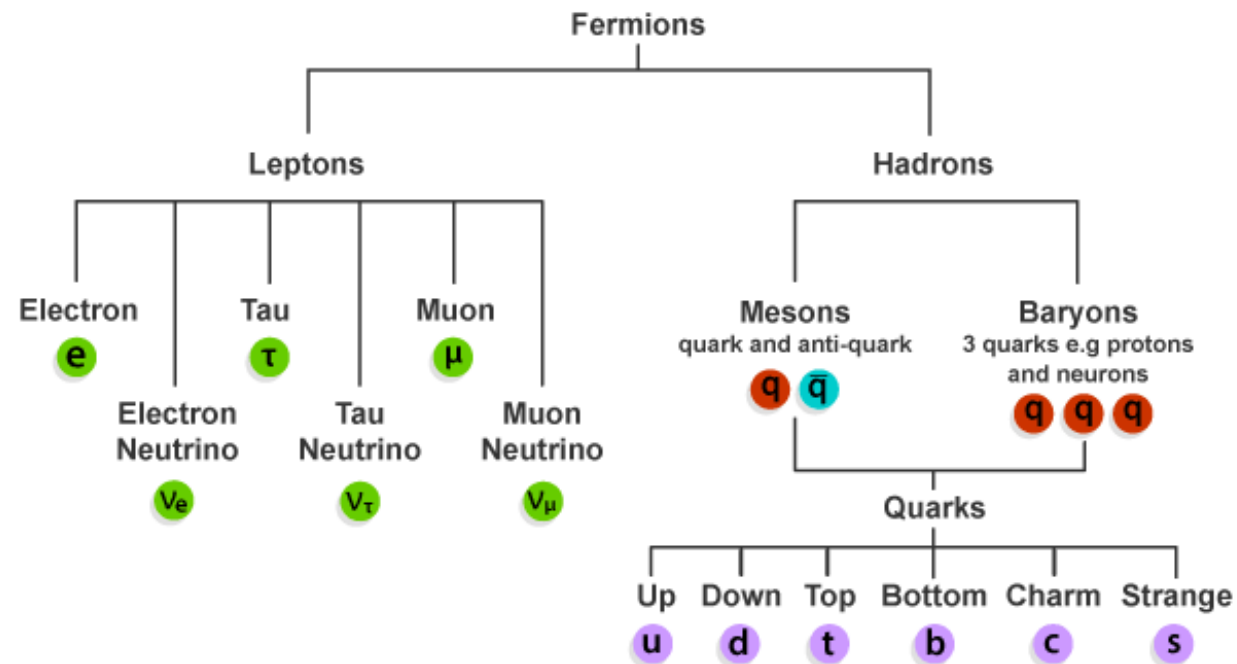 Fermions
Leptons
Hadrons
Electron
e
Tau
τ
Muon
μ
Electron
Neutrino
νe
Tau
Neutrino
ντ
Muon
Neutrino
νμ
Mesons
quark and anti-quark
q q̅
Baryons
3 quarks e.g protons
and neurons
q q q
Quarks
Up Down Top Bottom Charm Strange
u d t b c s